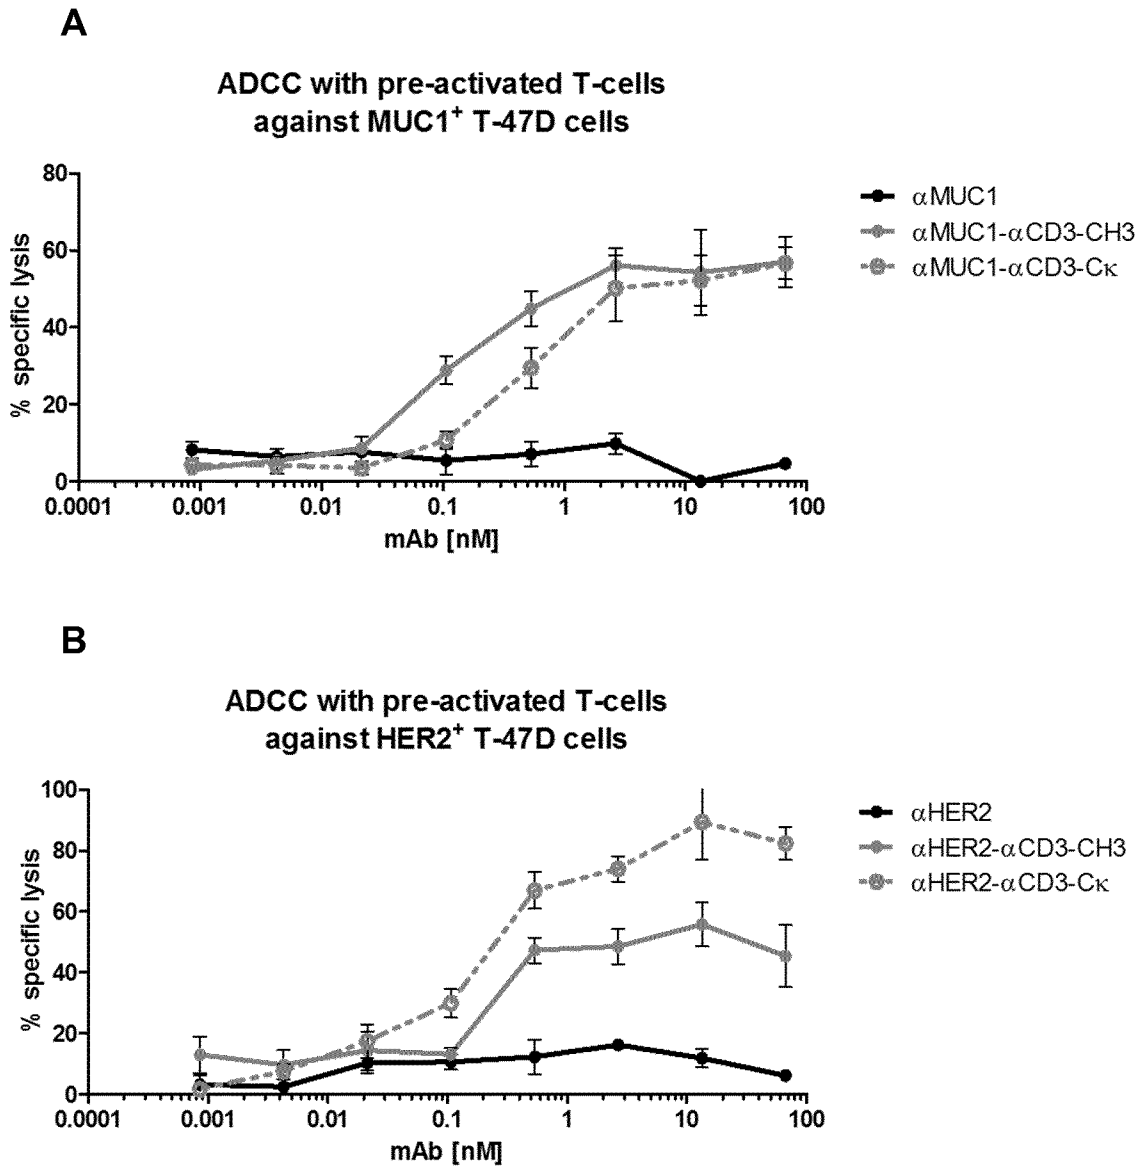 A
ADCC with pre-activated T-cells
against MUC1⁺ T-47D cells
80
60
40
20
0
% specific lysis
0.0001
0.001
0.01
0.1
1
10
100
mAb [nM]
αMUC1
αMUC1-αCD3-CH3
αMUC1-αCD3-Cκ
B
ADCC with pre-activated T-cells
against HER2⁺ T-47D cells
100
80
60
40
20
0
% specific lysis
0.0001
0.001
0.01
0.1
1
10
100
mAb [nM]
αHER2
αHER2-αCD3-CH3
αHER2-αCD3-Cκ